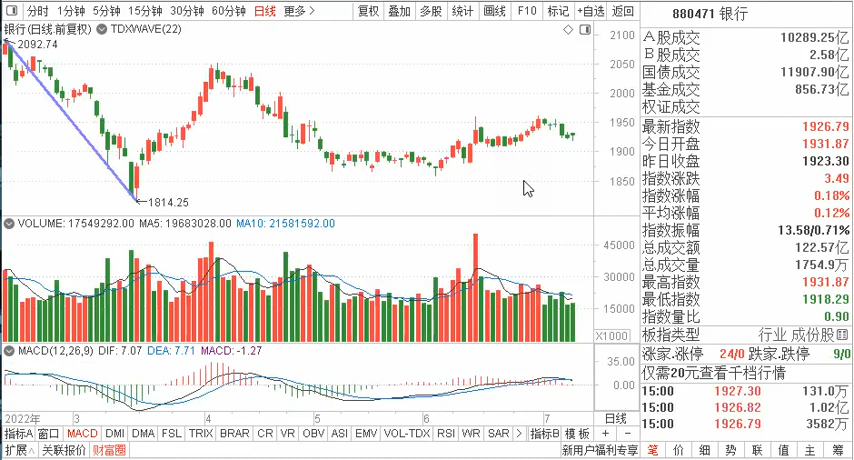 分时 1分钟 5分钟 15分钟 30分钟 60分钟 日线 更多 复权 叠加 多股 统计 画线 F10 标记 +自选 返回
880471 银行
银行(日线.前复权) TDXWAVE(22)
2092.74
1814.25
2100
2050
2000
1950
1900
1850
VOLUME: 17549292.00 MA5: 19683028.00 MA10: 21581592.00
45000
30000
15000
X1000
MACD(12,26,9) DIF: 7.07 DEA: 7.71 MACD: -1.27
35.00
0.00
2022年 3 4 5 6 7 日线
指标A 窗口 MACD DMI DMA FSL TRIX BRAR CR VR OBV ASI EMV VOL-TDX RSI WR SAR > 指标B 模板 + −
扩展∧ 关联报价 财富圈 新用户福利专享
A股成交 10289.25亿
B股成交 2.58亿
国债成交 11907.90亿
基金成交 856.73亿
权证成交
最新指数 1926.79
今日开盘 1931.87
昨日收盘 1923.30
指数涨跌 3.49
指数涨幅 0.18%
平均涨幅 0.12%
指数振幅 13.58/0.71%
总成交额 122.57亿
总成交量 1754.9万
最高指数 1931.87
最低指数 1918.29
指数量比 0.90
板指类型 行业 成份股
涨家.涨停 24/0 跌家.跌停 9/0
仅需20元查看千档行情
15:00 1927.30 131.0万
15:00 1926.82 1.02亿
15:00 1926.79 3582万
笔 价 细 势 联 值 主 筹